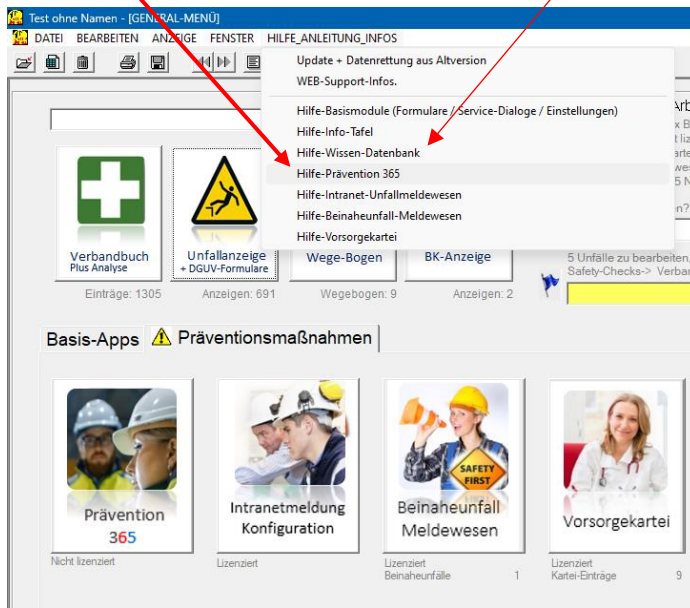 Test ohne Namen - [GENERAL-MENÜ]
DATEI BEARBEITEN ANZEIGE FENSTER HILFE_ANLEITUNG_INFOS
Update + Datenrettung aus Altversion
WEB-Support-Infos.
Hilfe-Basismodule (Formulare / Service-Dialoge / Einstellungen)
Hilfe-Info-Tafel
Hilfe-Wissen-Datenbank
Hilfe-Prävention 365
Hilfe-Intranet-Unfallmeldewesen
Hilfe-Beinaheunfall-Meldewesen
Hilfe-Vorsorgekartei
Verbandbuch
Plus Analyse
Unfallanzeige
+ DGUV-Formulare
Wege-Bogen
BK-Anzeige
5 Unfälle zu bearbeiten,
Safety-Checks->
Einträge: 1305
Anzeigen: 691
Wegebogen: 9
Anzeigen: 2
Basis-Apps
Präventionsmaßnahmen
Prävention
365
Intranetmeldung
Konfiguration
SAFETY
FIRST
Beinaheunfall
Meldewesen
Vorsorgekartei
Nicht lizenziert
Lizenziert
Lizenziert
Beinaheunfälle 1
Lizenziert
Kartei-Einträge 9